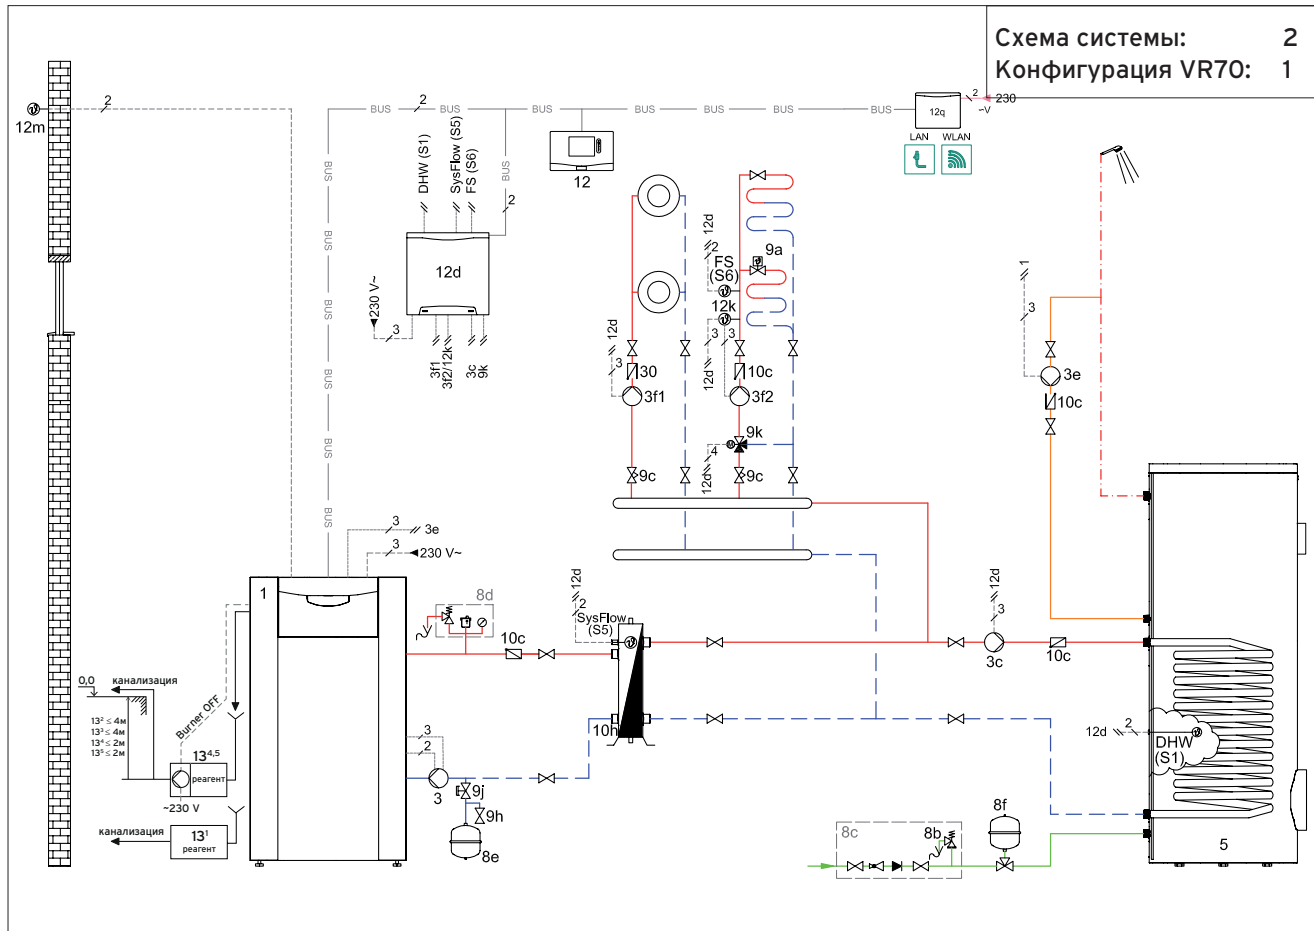 Схема системы: 2
Конфигурация VR70: 1
2
12m
BUS
2
BUS
BUS
BUS
BUS
BUS
12q
2
230
~V
LAN
WLAN
12
DHW (S1)
SysFlow (S5)
FS (S6)
BUS
2
12d
230 V~
3
3f1
3f2/12k
3c
9k
BUS
BUS
BUS
BUS
BUS
12d
2
FS
(S6)
9a
12k
12d
3
30
3f1
3
3
12d
10c
3f2
9k
M
4
12d
9c
9c
1
3
3e
10c
3
3e
3
230 V~
1
8d
10c
12d
2
SysFlow
(S5)
10h
12d
3
3c
10c
12d
2
DHW
(S1)
5
0,0
канализация
13² ≤ 4м
13³ ≤ 4м
13⁴ ≤ 2м
13⁵ ≤ 2м
Burner OFF
13⁴,⁵
реагент
~230 V
канализация
13¹
реагент
3
2
3
9j
9h
8e
8c
8b
8f